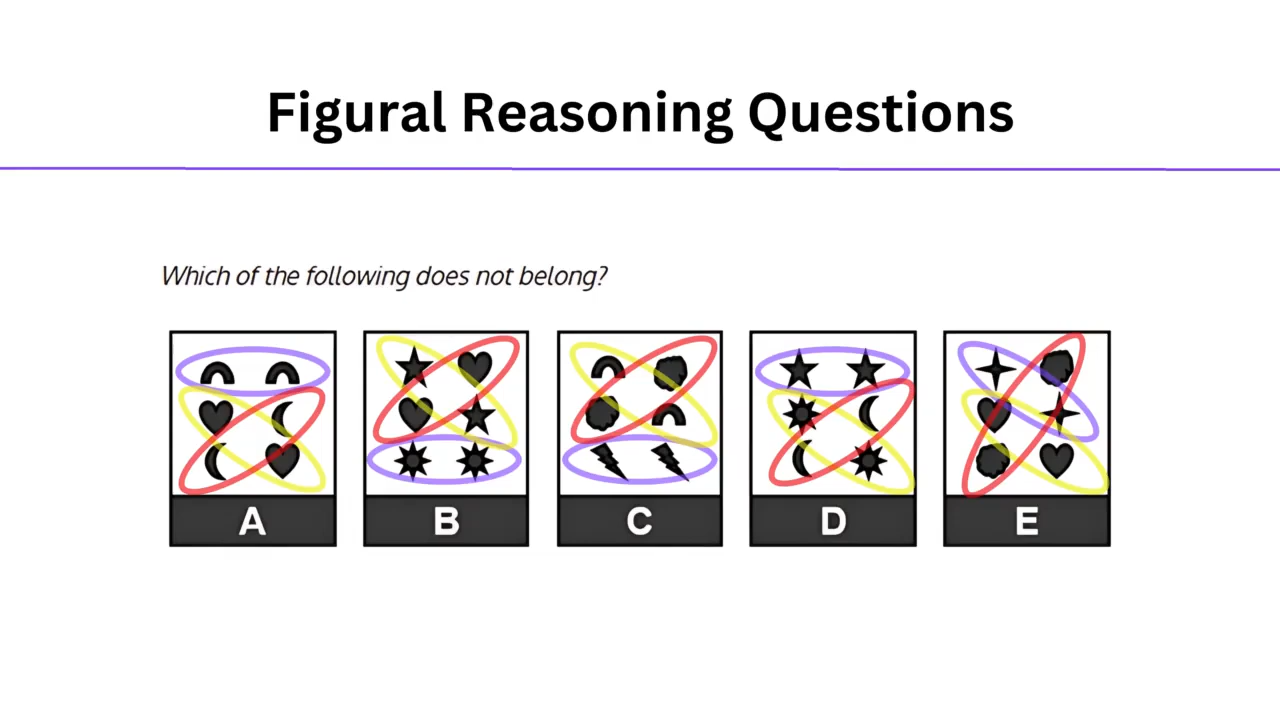 Figural Reasoning Questions
Which of the following does not belong?
A B C D E